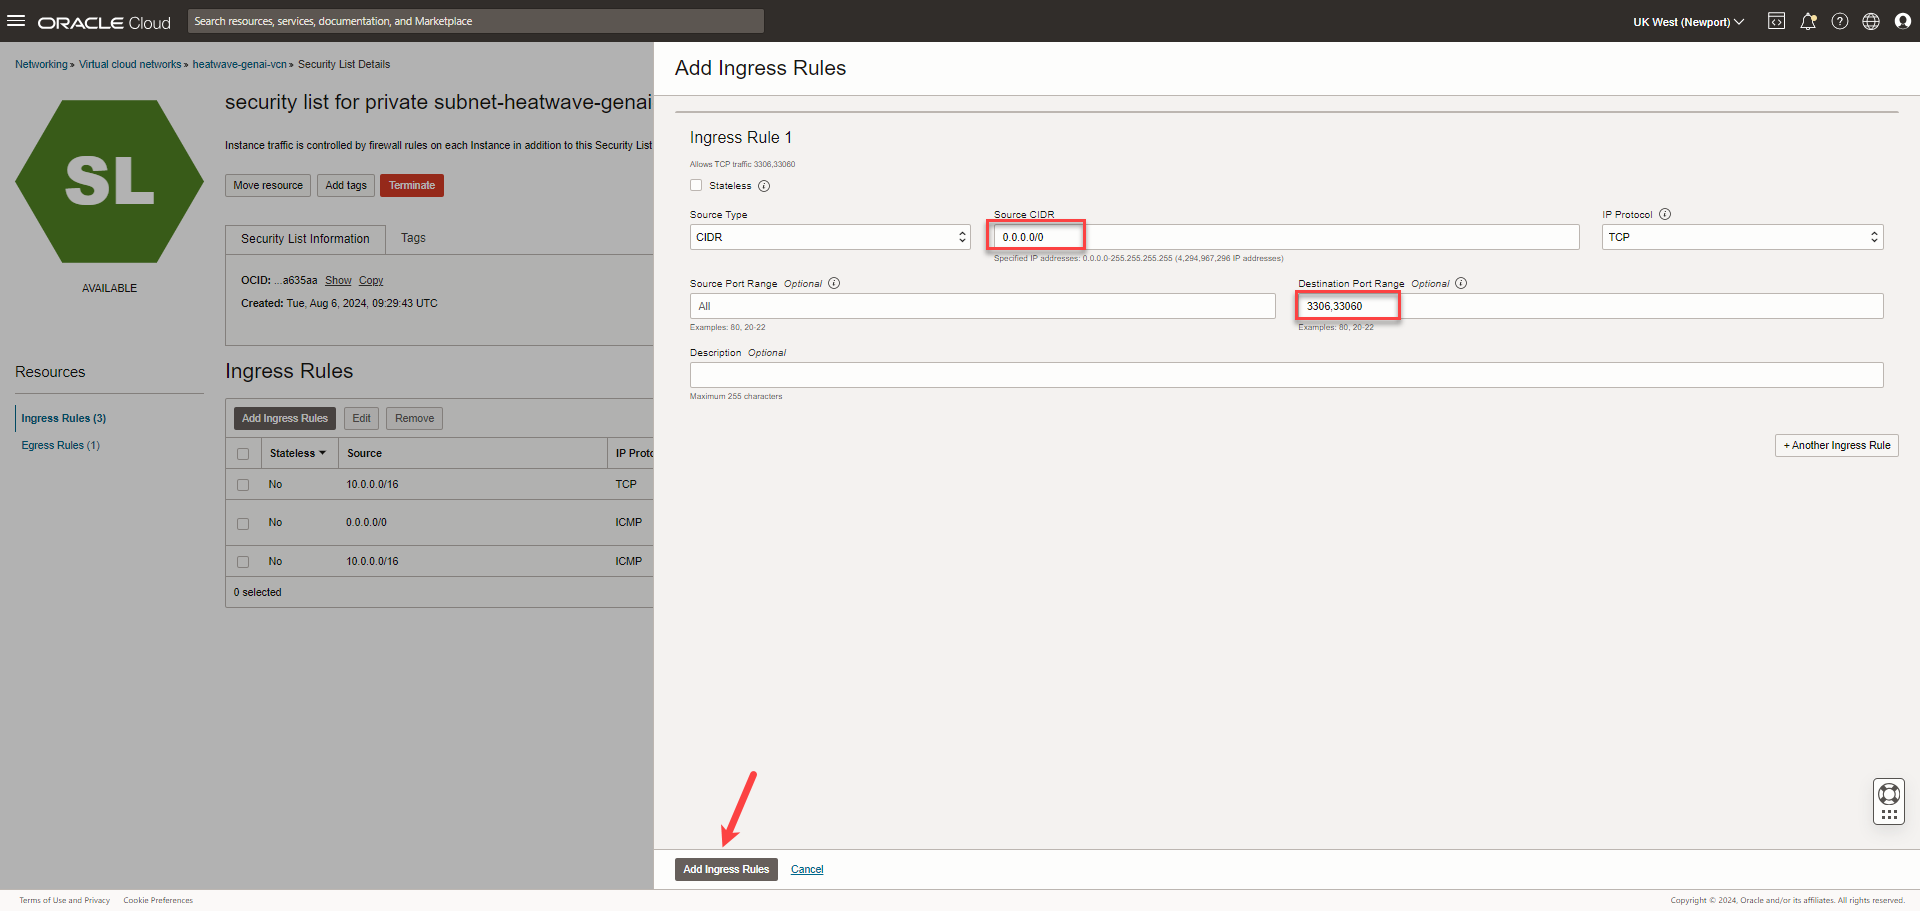 ORACLE Cloud
Search resources, services, documentation, and Marketplace
UK West (Newport)
Networking » Virtual cloud networks » heatwave-genai-vcn » Security List Details
SL
AVAILABLE
security list for private subnet-heatwave-genai
Instance traffic is controlled by firewall rules on each Instance in addition to this Security List
Move resource Add tags Terminate
Security List Information Tags
OCID: ...a635aa Show Copy
Created: Tue, Aug 6, 2024, 09:29:43 UTC
Resources
Ingress Rules (3)
Egress Rules (1)
Ingress Rules
Add Ingress Rules Edit Remove
Stateless Source IP Proto
No 10.0.0.0/16 TCP
No 0.0.0.0/0 ICMP
No 10.0.0.0/16 ICMP
0 selected
Add Ingress Rules
Ingress Rule 1
Allows TCP traffic 3306,33060
Stateless
Source Type Source CIDR IP Protocol
CIDR 0.0.0.0/0 TCP
Specified IP addresses: 0.0.0.0-255.255.255.255 (4,294,967,296 IP addresses)
Source Port Range Optional Destination Port Range Optional
All 3306,33060
Examples: 80, 20-22 Examples: 80, 20-22
Description Optional
Maximum 255 characters
+ Another Ingress Rule
Add Ingress Rules Cancel
Terms of Use and Privacy Cookie Preferences
Copyright © 2024, Oracle and/or its affiliates. All rights reserved.